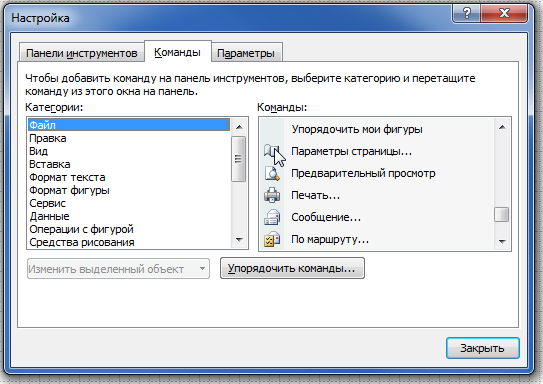 Настройка
Панели инструментов
Команды
Параметры
Чтобы добавить команду на панель инструментов, выберите категорию и перетащите
команду из этого окна на панель.
Категории:
Файл
Правка
Вид
Вставка
Формат текста
Формат фигуры
Сервис
Данные
Операции с фигурой
Средства рисования
Команды:
Упорядочить мои фигуры
Параметры страницы...
Предварительный просмотр
Печать...
Сообщение...
По маршруту...
Изменить выделенный объект
Упорядочить команды...
Закрыть